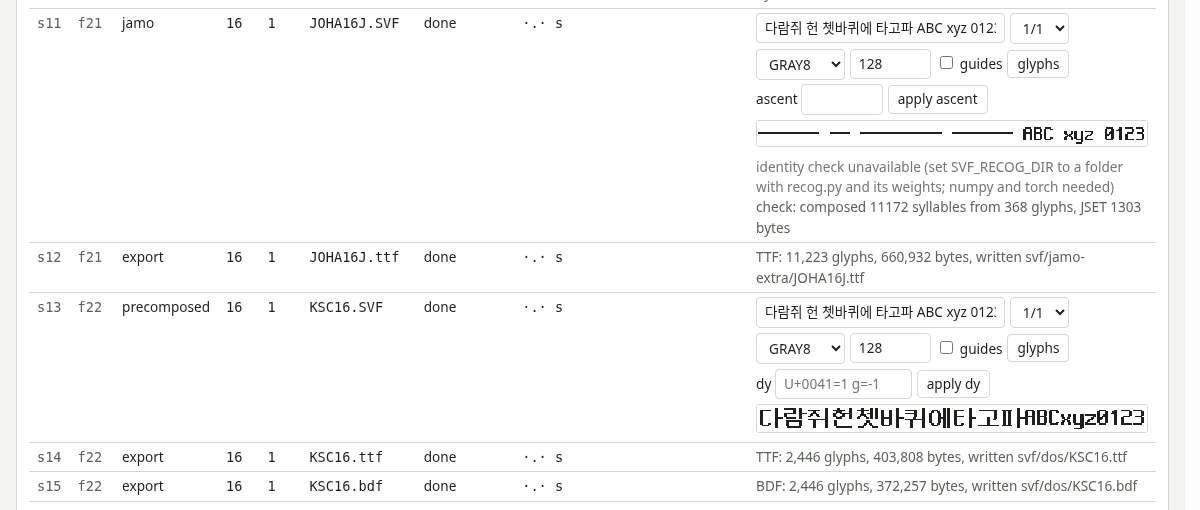 s11 f21 jamo 16 1 JOHA16J.SVF done ·.· s 다람쥐 헌 쳇바퀴에 타고파 ABC xyz 0123 1/1
GRAY8 128 guides glyphs
ascent apply ascent
ABC xyz 0123
identity check unavailable (set SVF_RECOG_DIR to a folder
with recog.py and its weights; numpy and torch needed)
check: composed 11172 syllables from 368 glyphs, JSET 1303
bytes
s12 f21 export 16 1 JOHA16J.ttf done ·.· s TTF: 11,223 glyphs, 660,932 bytes, written svf/jamo-
extra/JOHA16J.ttf
s13 f22 precomposed 16 1 KSC16.SVF done ·.· s 다람쥐 헌 쳇바퀴에 타고파 ABC xyz 0123 1/1
GRAY8 128 guides glyphs
dy U+0041=1 g=-1 apply dy
다람쥐헌쳇바퀴에타고파ABCxyz0123
s14 f22 export 16 1 KSC16.ttf done ·.· s TTF: 2,446 glyphs, 403,808 bytes, written svf/dos/KSC16.ttf
s15 f22 export 16 1 KSC16.bdf done ·.· s BDF: 2,446 glyphs, 372,257 bytes, written svf/dos/KSC16.bdf